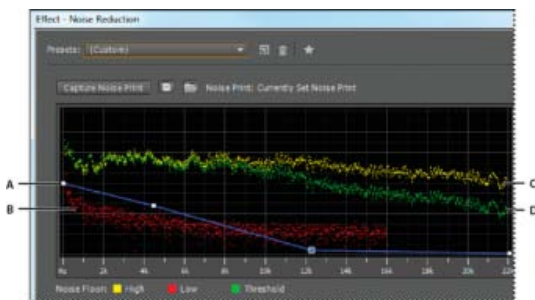 Effect - Noise Reduction
Presets: (Custom)
Capture Noise Print Noise Print: Currently Set Noise Print
A
B
C
D
Hz 2k 4k 6k 8k 10k 12k 14k 16k 18k 20k 22k
Noise Floor: High Low Threshold